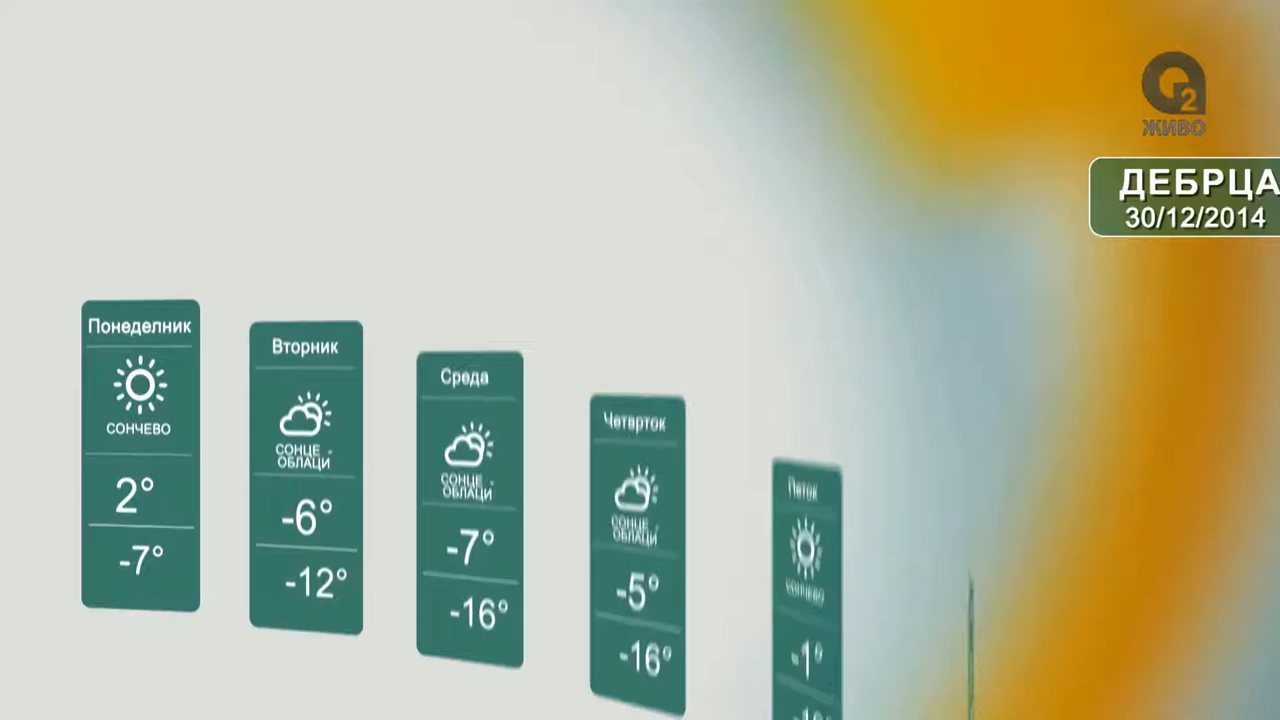 2
ЖИВО
ДЕБРЦА
30/12/2014
Понеделник
СОНЧЕВО
2°
-7°
Вторник
СОНЦЕ -
ОБЛАЦИ
-6°
-12°
Среда
СОНЦЕ -
ОБЛАЦИ
-7°
-16°
Четврток
СОНЦЕ -
ОБЛАЦИ
-5°
-16°
Петок
СОНЧЕВО
-1°